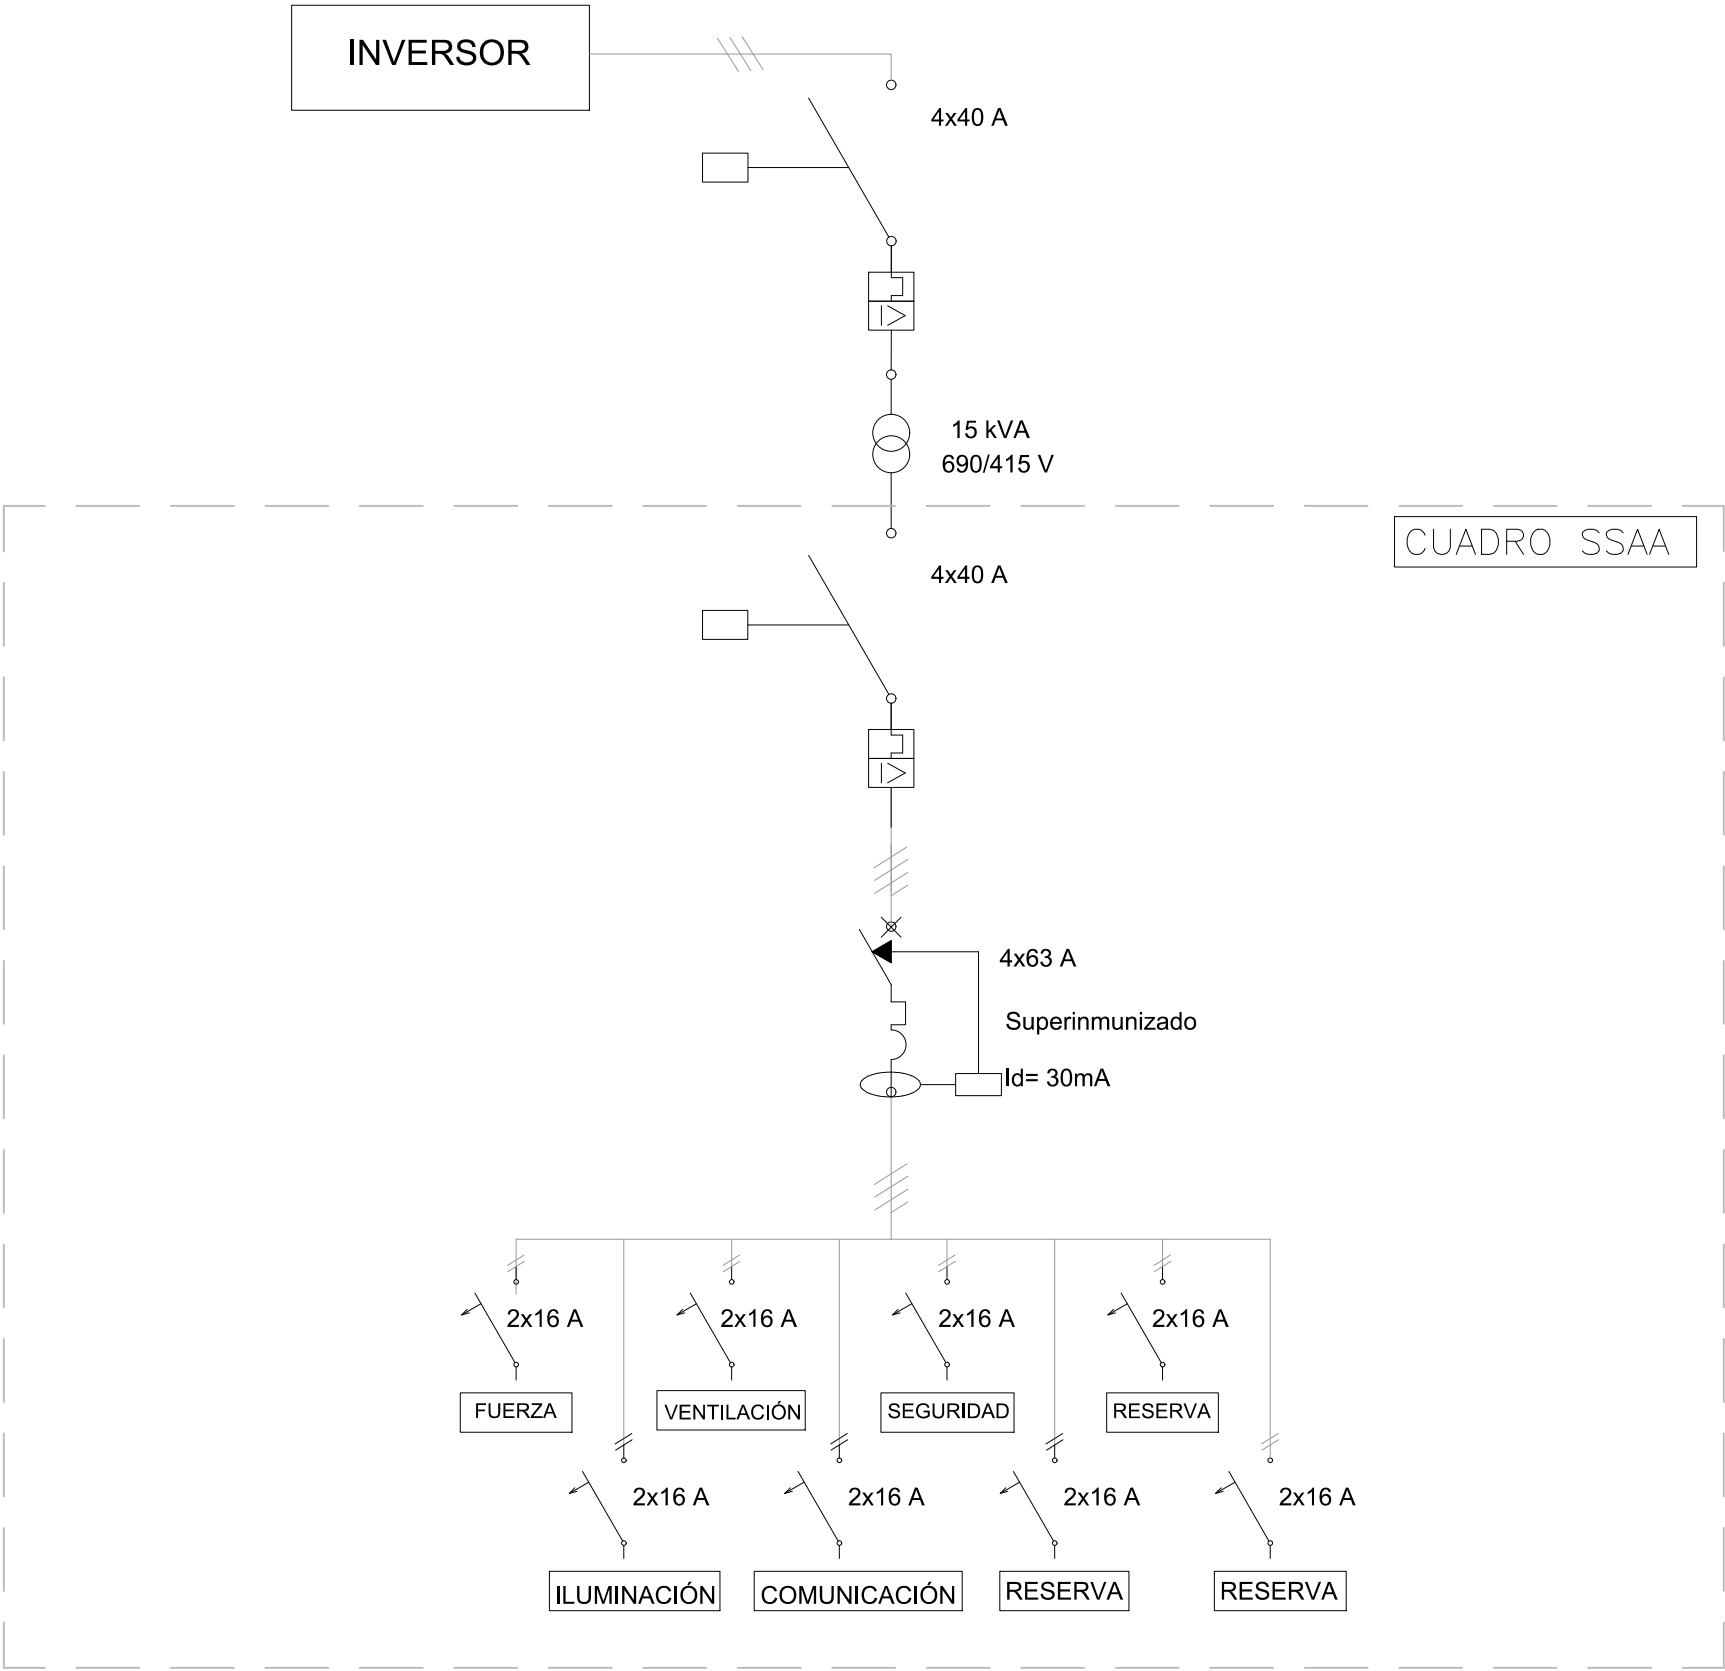 INVERSOR
4x40 A
15 kVA
690/415 V
CUADRO SSAA
4x40 A
4x63 A
Superinmunizado
Id= 30mA
2x16 A
2x16 A
2x16 A
2x16 A
FUERZA
VENTILACIÓN
SEGURIDAD
RESERVA
2x16 A
2x16 A
2x16 A
2x16 A
ILUMINACIÓN
COMUNICACIÓN
RESERVA
RESERVA